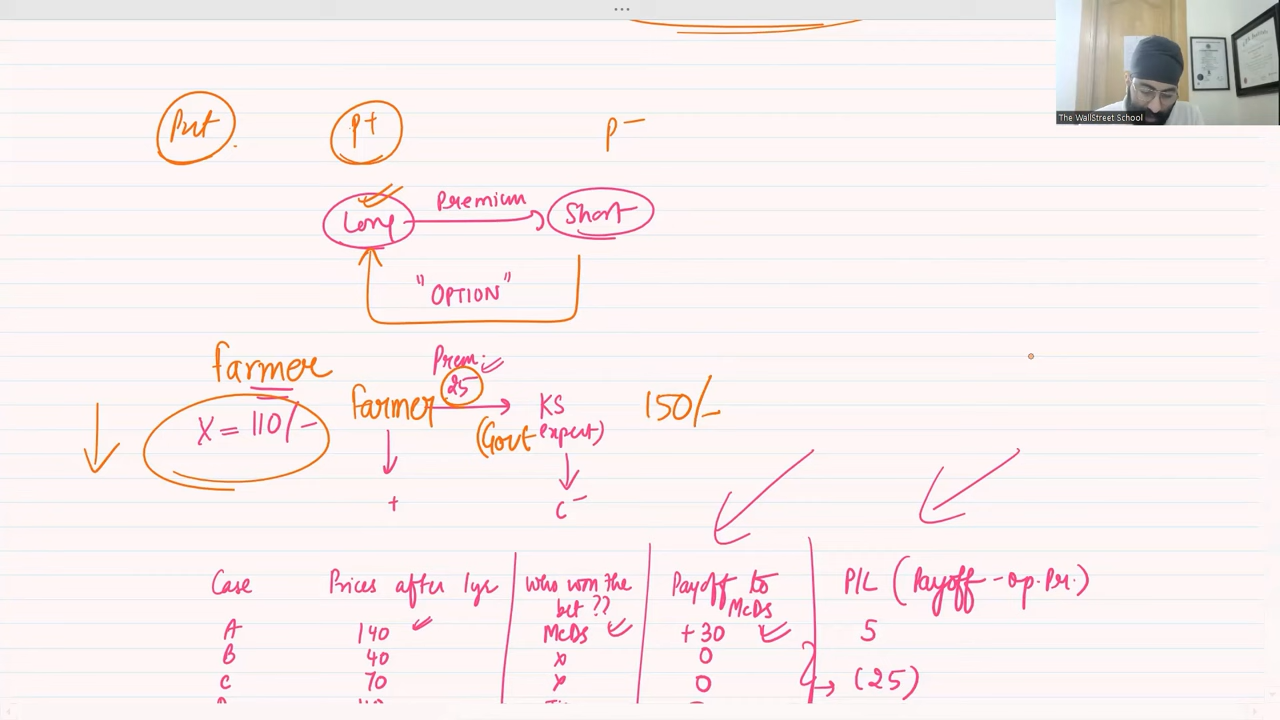 Put. P+ P-
The WallStreet School
Long Premium Short
"OPTION"
farmer Prem.
X = 110/- farmer 25 KS 150/-
(Govt expert)
+ C-
Case Prices after 1yr Who won the bet ?? Payoff to McDs P/L (Payoff - Op. Pr.)
A 140 McDs +30 5
B 40 x 0
C 70 x 0 (25)